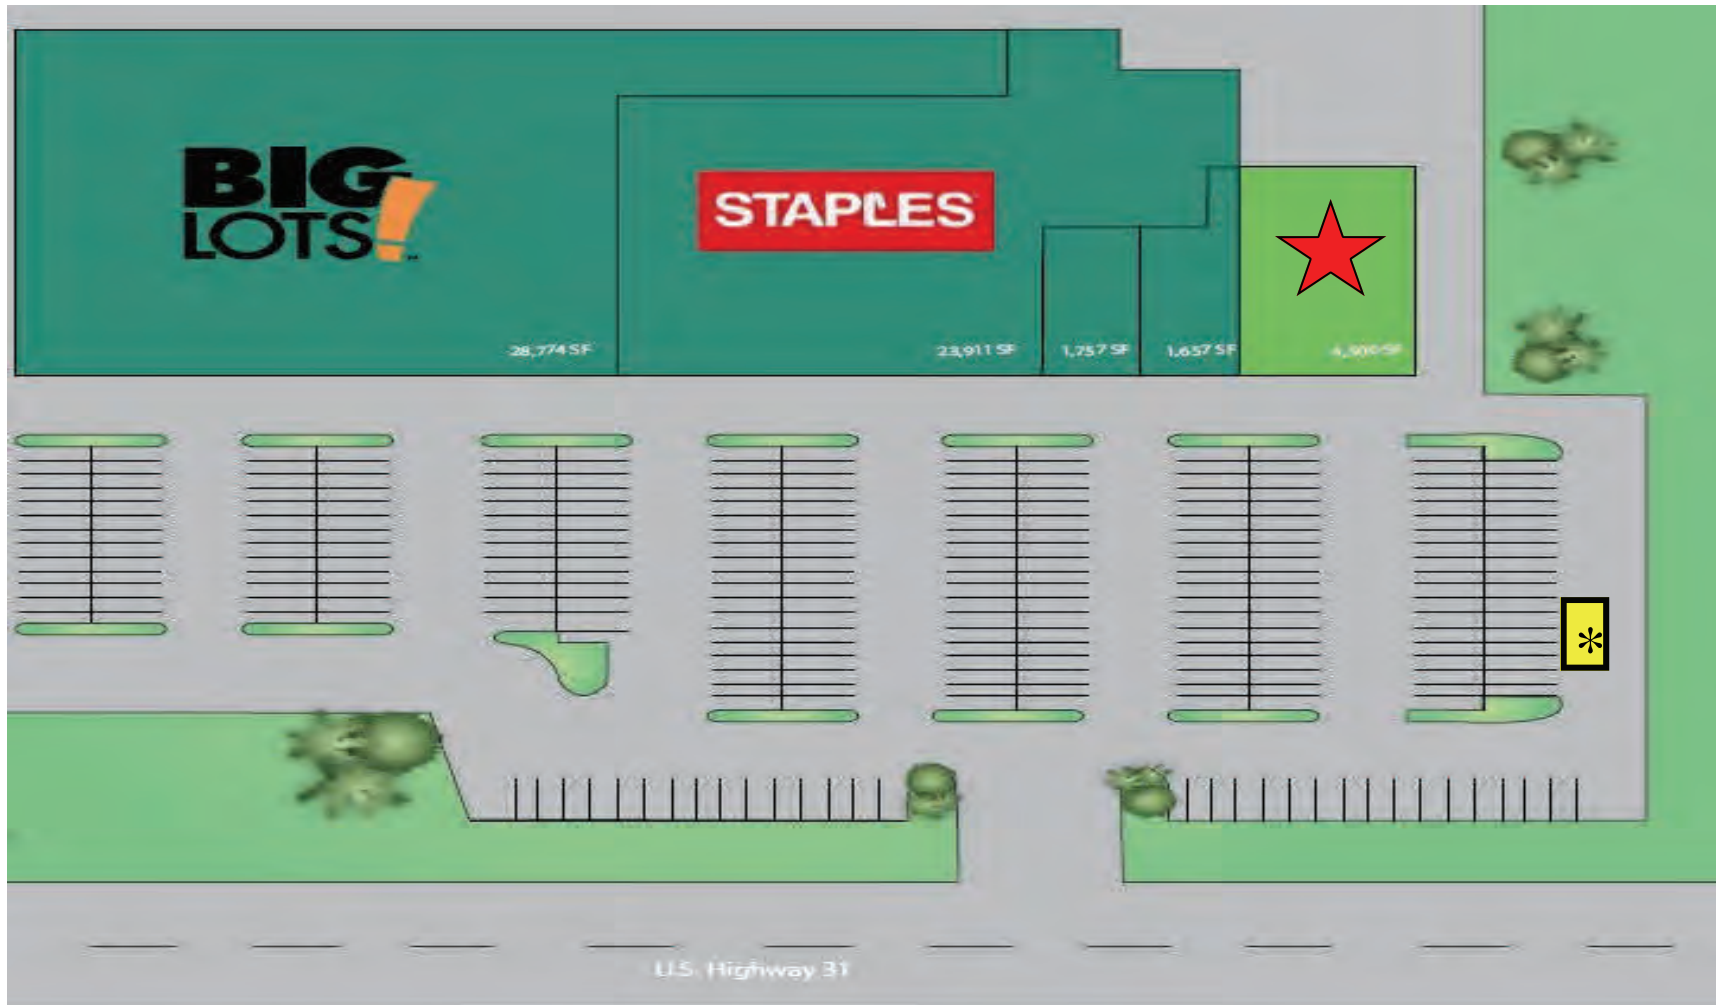 BIG
LOTS!
STAPLES
28,774 SF
23,911 SF
1,757 SF
1,657 SF
*
U.S. Highway 31